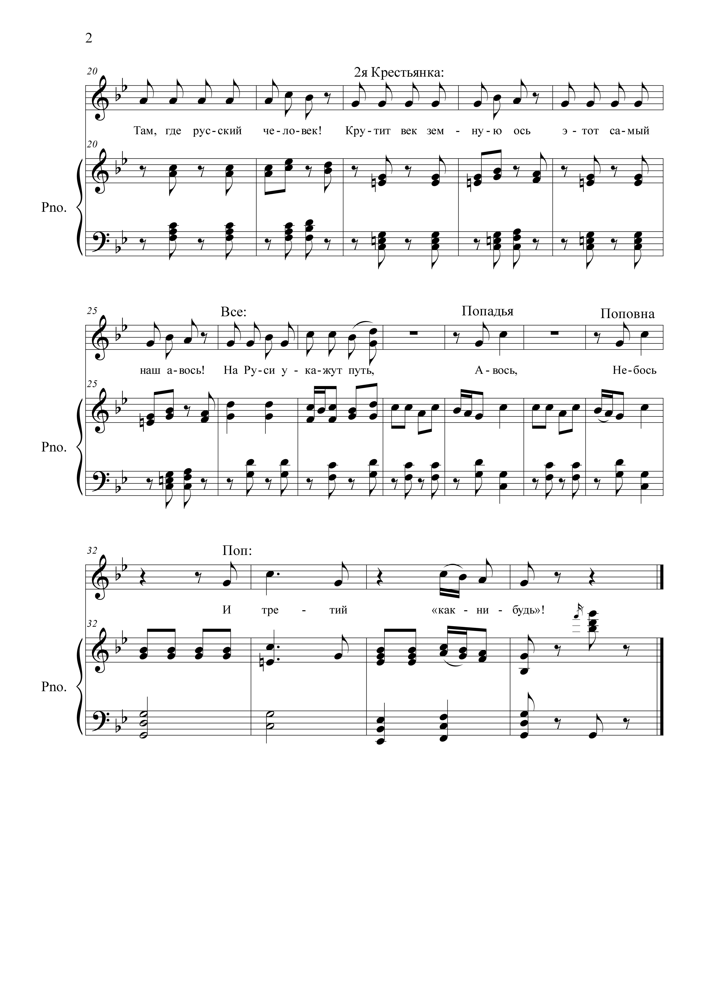 2
20
2я Крестьянка:
Там, где рус-ский че-ло-век! Кру-тит век зем - ну-ю ось э-тот са-мый
20
Pno.
25
Все:
Попадья
Поповна
наш а-вось! На Ру-си у - ка-жут путь, А-вось, Не-бось
25
Pno.
32
Поп:
И тре - тий «как - ни - будь»!
32
Pno.